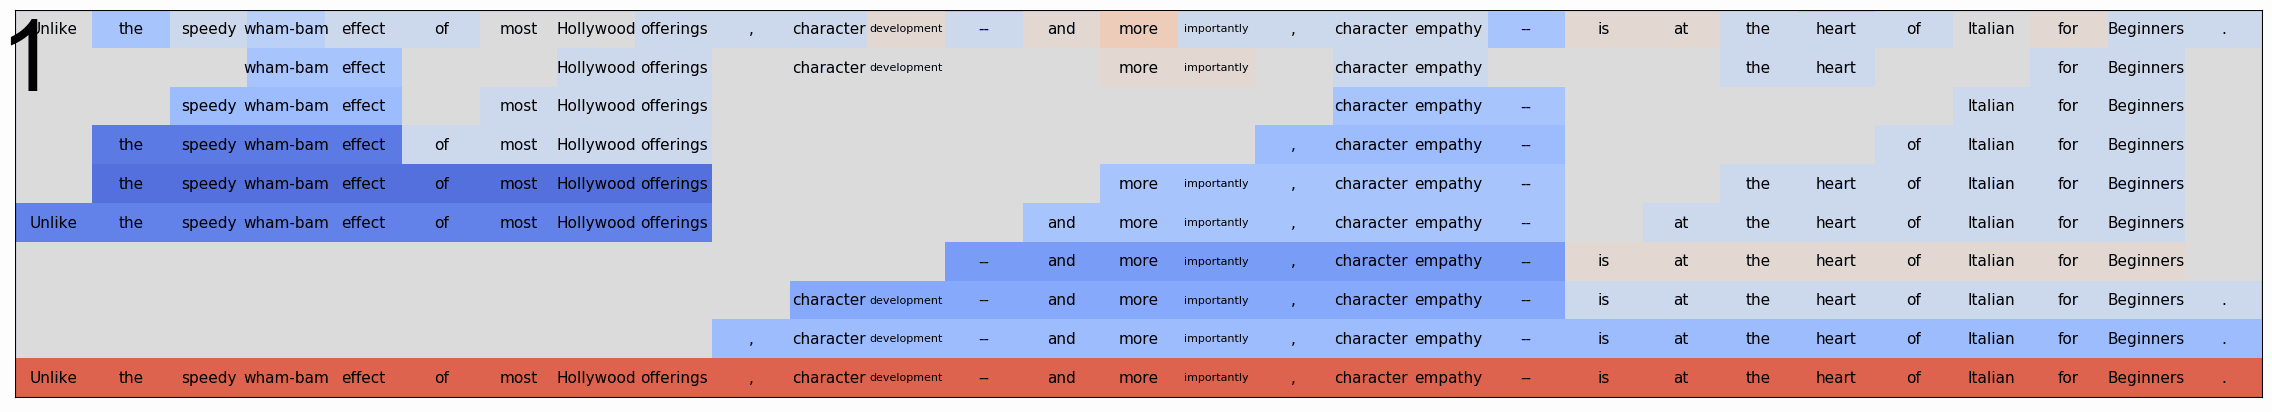 1
Unlike the speedy wham-bam effect of most Hollywood offerings , character development -- and more importantly , character empathy -- is at the heart of Italian for Beginners .
wham-bam effect Hollywood offerings character development more importantly character empathy the heart for Beginners
speedy wham-bam effect most Hollywood offerings character empathy -- Italian for Beginners
the speedy wham-bam effect of most Hollywood offerings , character empathy -- of Italian for Beginners
the speedy wham-bam effect of most Hollywood offerings more importantly , character empathy -- the heart of Italian for Beginners
Unlike the speedy wham-bam effect of most Hollywood offerings and more importantly , character empathy -- at the heart of Italian for Beginners
-- and more importantly , character empathy -- is at the heart of Italian for Beginners
character development -- and more importantly , character empathy -- is at the heart of Italian for Beginners .
, character development -- and more importantly , character empathy -- is at the heart of Italian for Beginners .
Unlike the speedy wham-bam effect of most Hollywood offerings , character development -- and more importantly , character empathy -- is at the heart of Italian for Beginners .